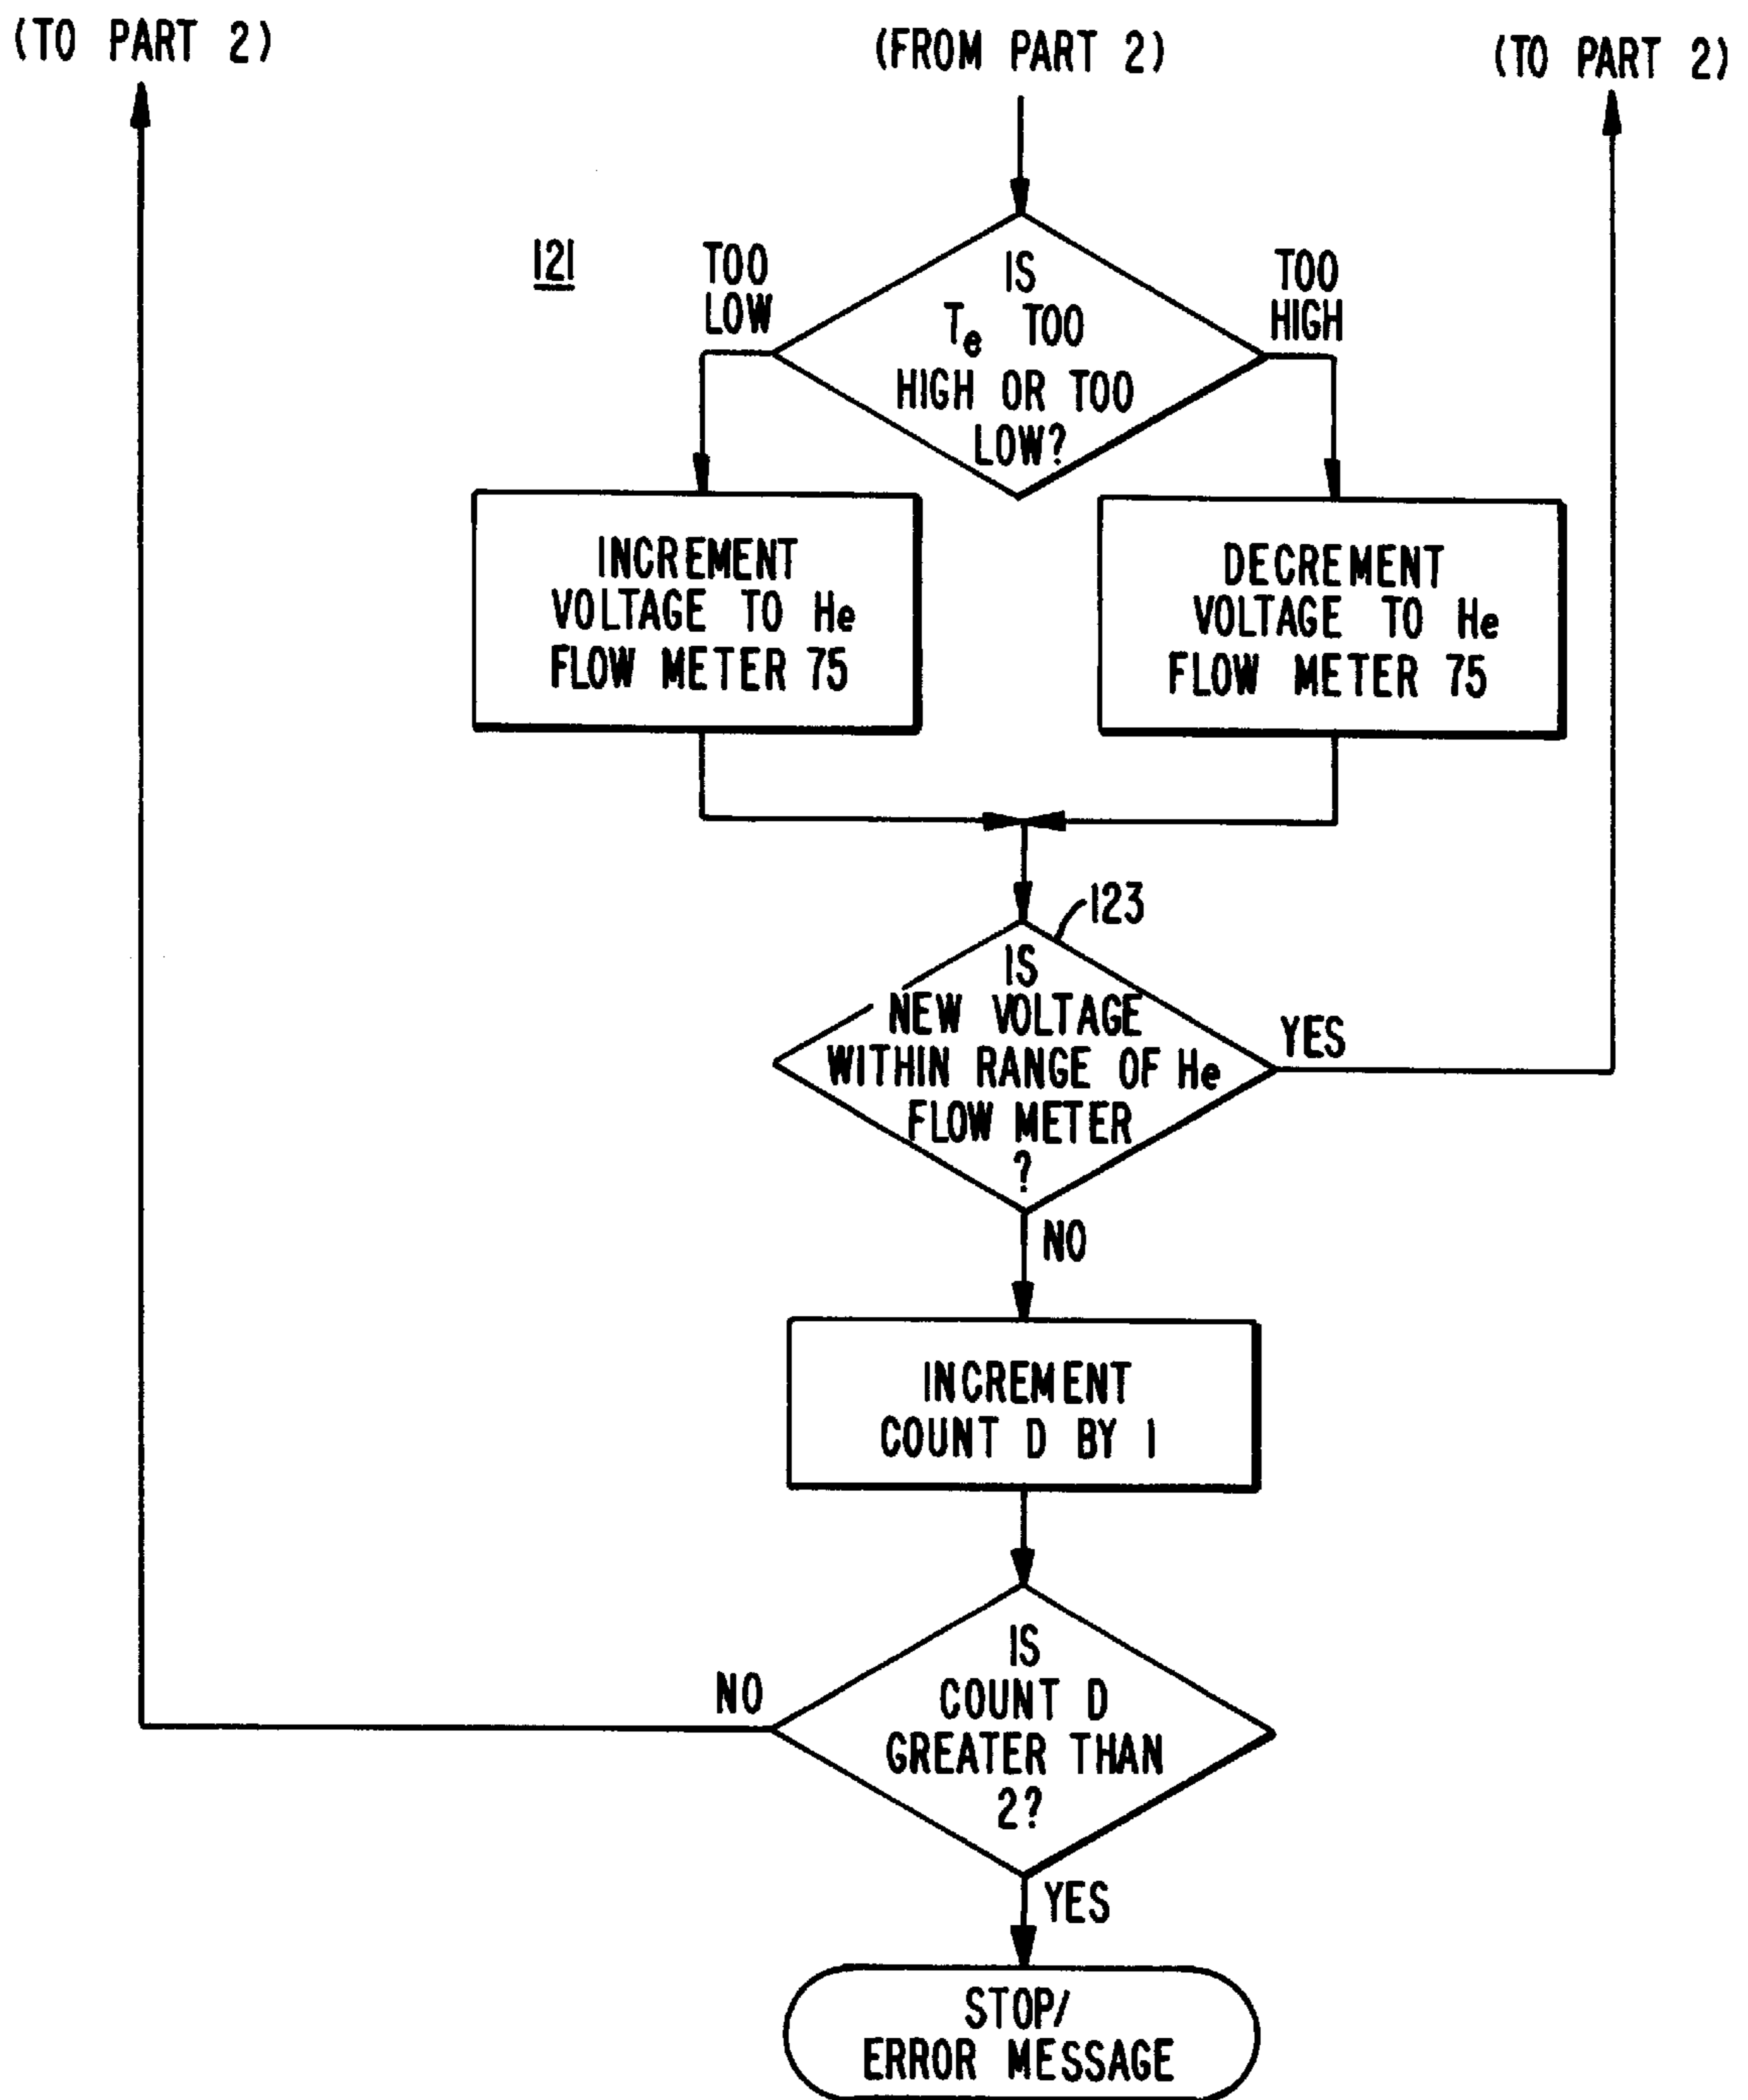 (TO PART 2)
(FROM PART 2)
(TO PART 2)
121
TOO
LOW
IS
Te TOO
HIGH OR TOO
LOW?
TOO
HIGH
INCREMENT
VOLTAGE TO He
FLOW METER 75
DECREMENT
VOLTAGE TO He
FLOW METER 75
123
IS
NEW VOLTAGE
WITHIN RANGE OF He
FLOW METER
?
YES
NO
INCREMENT
COUNT D BY 1
IS
COUNT D
GREATER THAN
2?
NO
YES
STOP/
ERROR MESSAGE